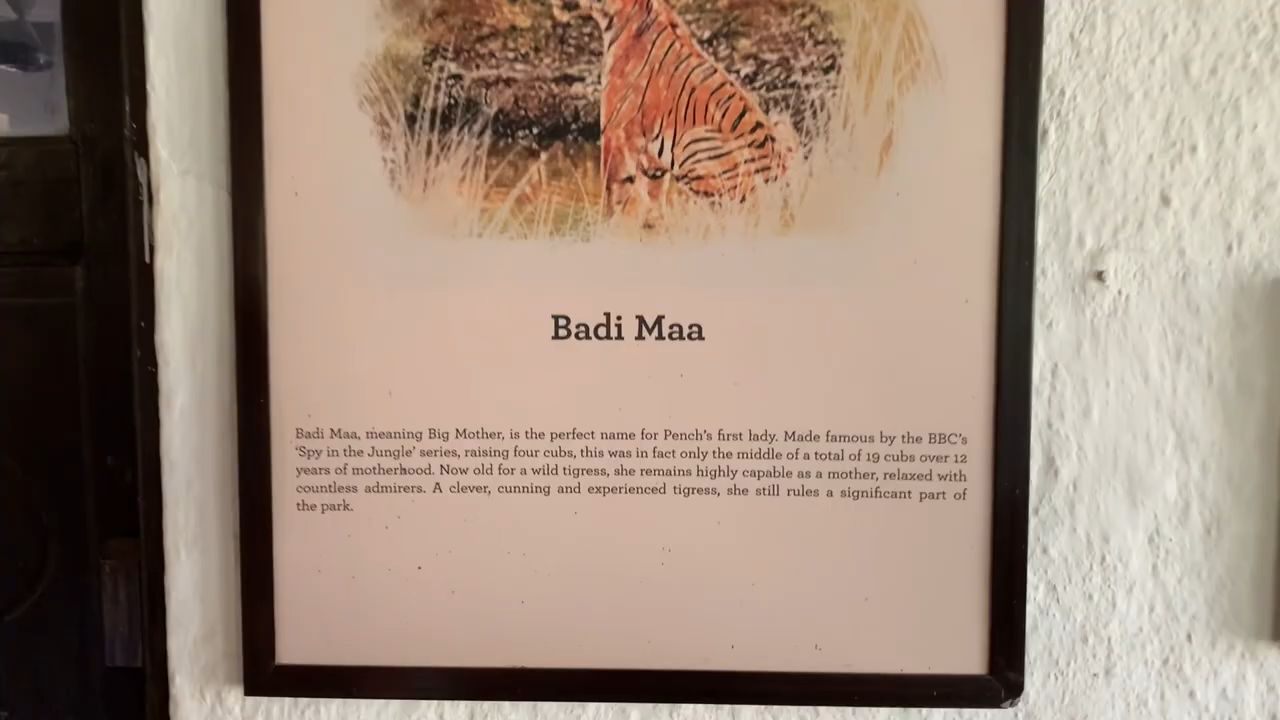 Badi Maa
Badi Maa, meaning Big Mother, is the perfect name for Pench's first lady. Made famous by the BBC's
'Spy in the Jungle' series, raising four cubs, this was in fact only the middle of a total of 19 cubs over 12
years of motherhood. Now old for a wild tigress, she remains highly capable as a mother, relaxed with
countless admirers. A clever, cunning and experienced tigress, she still rules a significant part of
the park.